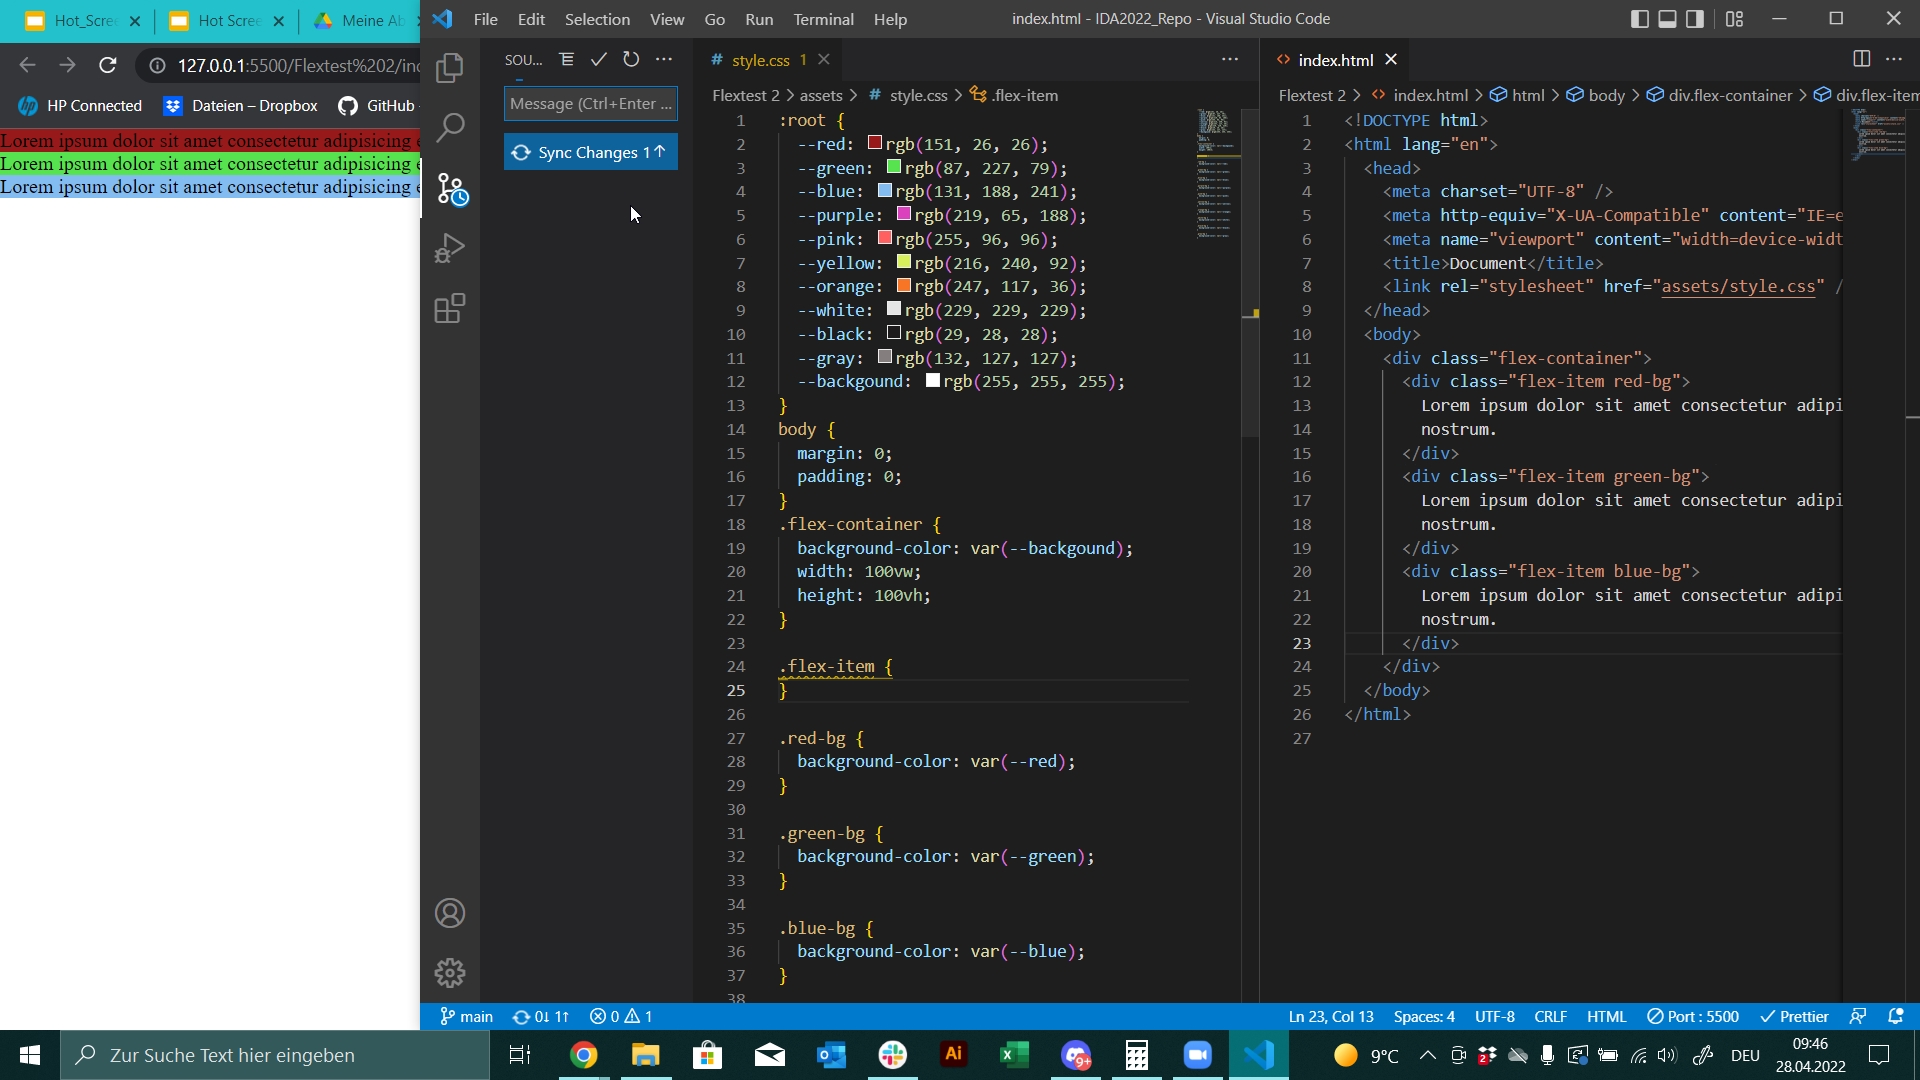 Hot_Scree
Hot Scree
Meine Ab
File Edit Selection View Go Run Terminal Help
index.html - IDA2022_Repo - Visual Studio Code
127.0.0.1:5500/Flextest%202/in
HP Connected
Dateien – Dropbox
GitHub
Lorem ipsum dolor sit amet consectetur adipisicing e
Lorem ipsum dolor sit amet consectetur adipisicing e
Lorem ipsum dolor sit amet consectetur adipisicing e
SOU...
Message (Ctrl+Enter ...
Sync Changes 1↑
# style.css 1
Flextest 2 > assets > # style.css > .flex-item
1 :root {
2 --red: rgb(151, 26, 26);
3 --green: rgb(87, 227, 79);
4 --blue: rgb(131, 188, 241);
5 --purple: rgb(219, 65, 188);
6 --pink: rgb(255, 96, 96);
7 --yellow: rgb(216, 240, 92);
8 --orange: rgb(247, 117, 36);
9 --white: rgb(229, 229, 229);
10 --black: rgb(29, 28, 28);
11 --gray: rgb(132, 127, 127);
12 --backgound: rgb(255, 255, 255);
13 }
14 body {
15 margin: 0;
16 padding: 0;
17 }
18 .flex-container {
19 background-color: var(--backgound);
20 width: 100vw;
21 height: 100vh;
22 }
23
24 .flex-item {
25 }
26
27 .red-bg {
28 background-color: var(--red);
29 }
30
31 .green-bg {
32 background-color: var(--green);
33 }
34
35 .blue-bg {
36 background-color: var(--blue);
37 }
38
<> index.html
Flextest 2 > <> index.html > html > body > div.flex-container > div.flex-item
1 <!DOCTYPE html>
2 <html lang="en">
3 <head>
4 <meta charset="UTF-8" />
5 <meta http-equiv="X-UA-Compatible" content="IE=e
6 <meta name="viewport" content="width=device-widt
7 <title>Document</title>
8 <link rel="stylesheet" href="assets/style.css" /
9 </head>
10 <body>
11 <div class="flex-container">
12 <div class="flex-item red-bg">
13 Lorem ipsum dolor sit amet consectetur adipi
14 nostrum.
15 </div>
16 <div class="flex-item green-bg">
17 Lorem ipsum dolor sit amet consectetur adipi
18 nostrum.
19 </div>
20 <div class="flex-item blue-bg">
21 Lorem ipsum dolor sit amet consectetur adipi
22 nostrum.
23 </div>
24 </div>
25 </body>
26 </html>
27
main 0↓ 1↑ 0 1
Ln 23, Col 13 Spaces: 4 UTF-8 CRLF HTML Port : 5500 Prettier
Zur Suche Text hier eingeben
Ai
9+
9°C
2
DEU
09:46
28.04.2022